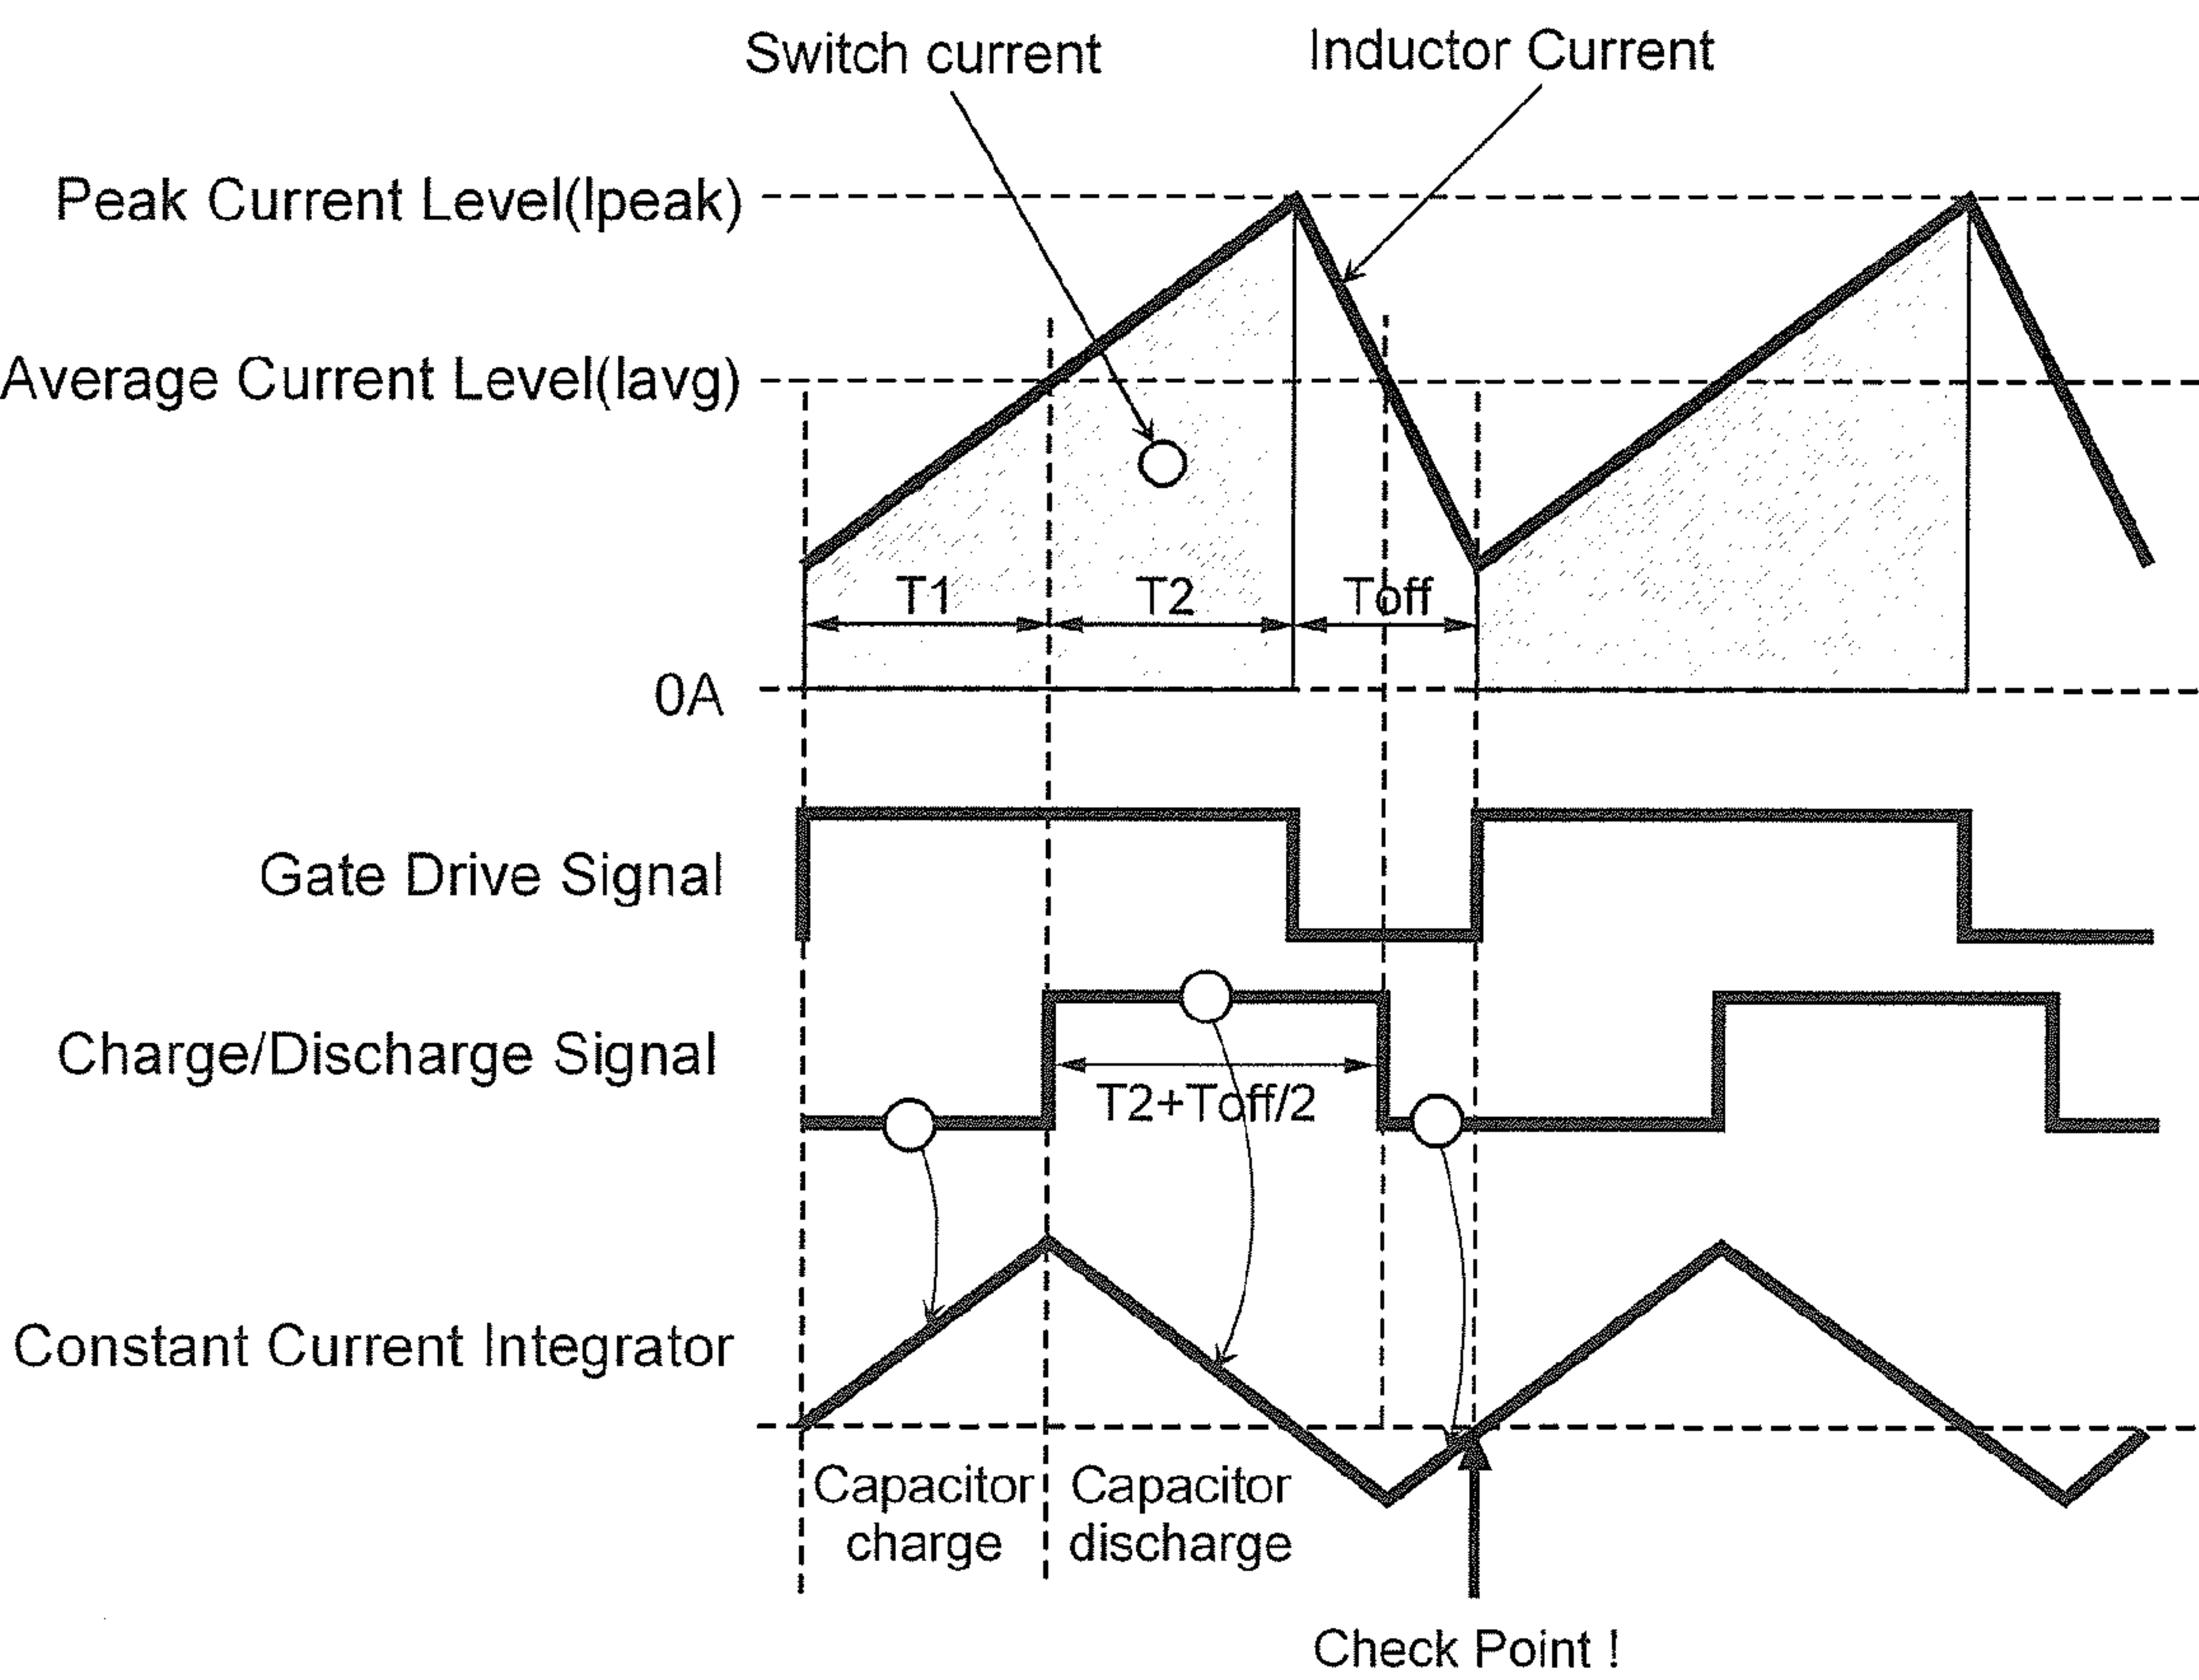 Switch current
Inductor Current
Peak Current Level(Ipeak)
Average Current Level(Iavg)
T1
T2
Toff
0A
Gate Drive Signal
Charge/Discharge Signal
T2+Toff/2
Constant Current Integrator
Capacitor
charge
Capacitor
discharge
Check Point !